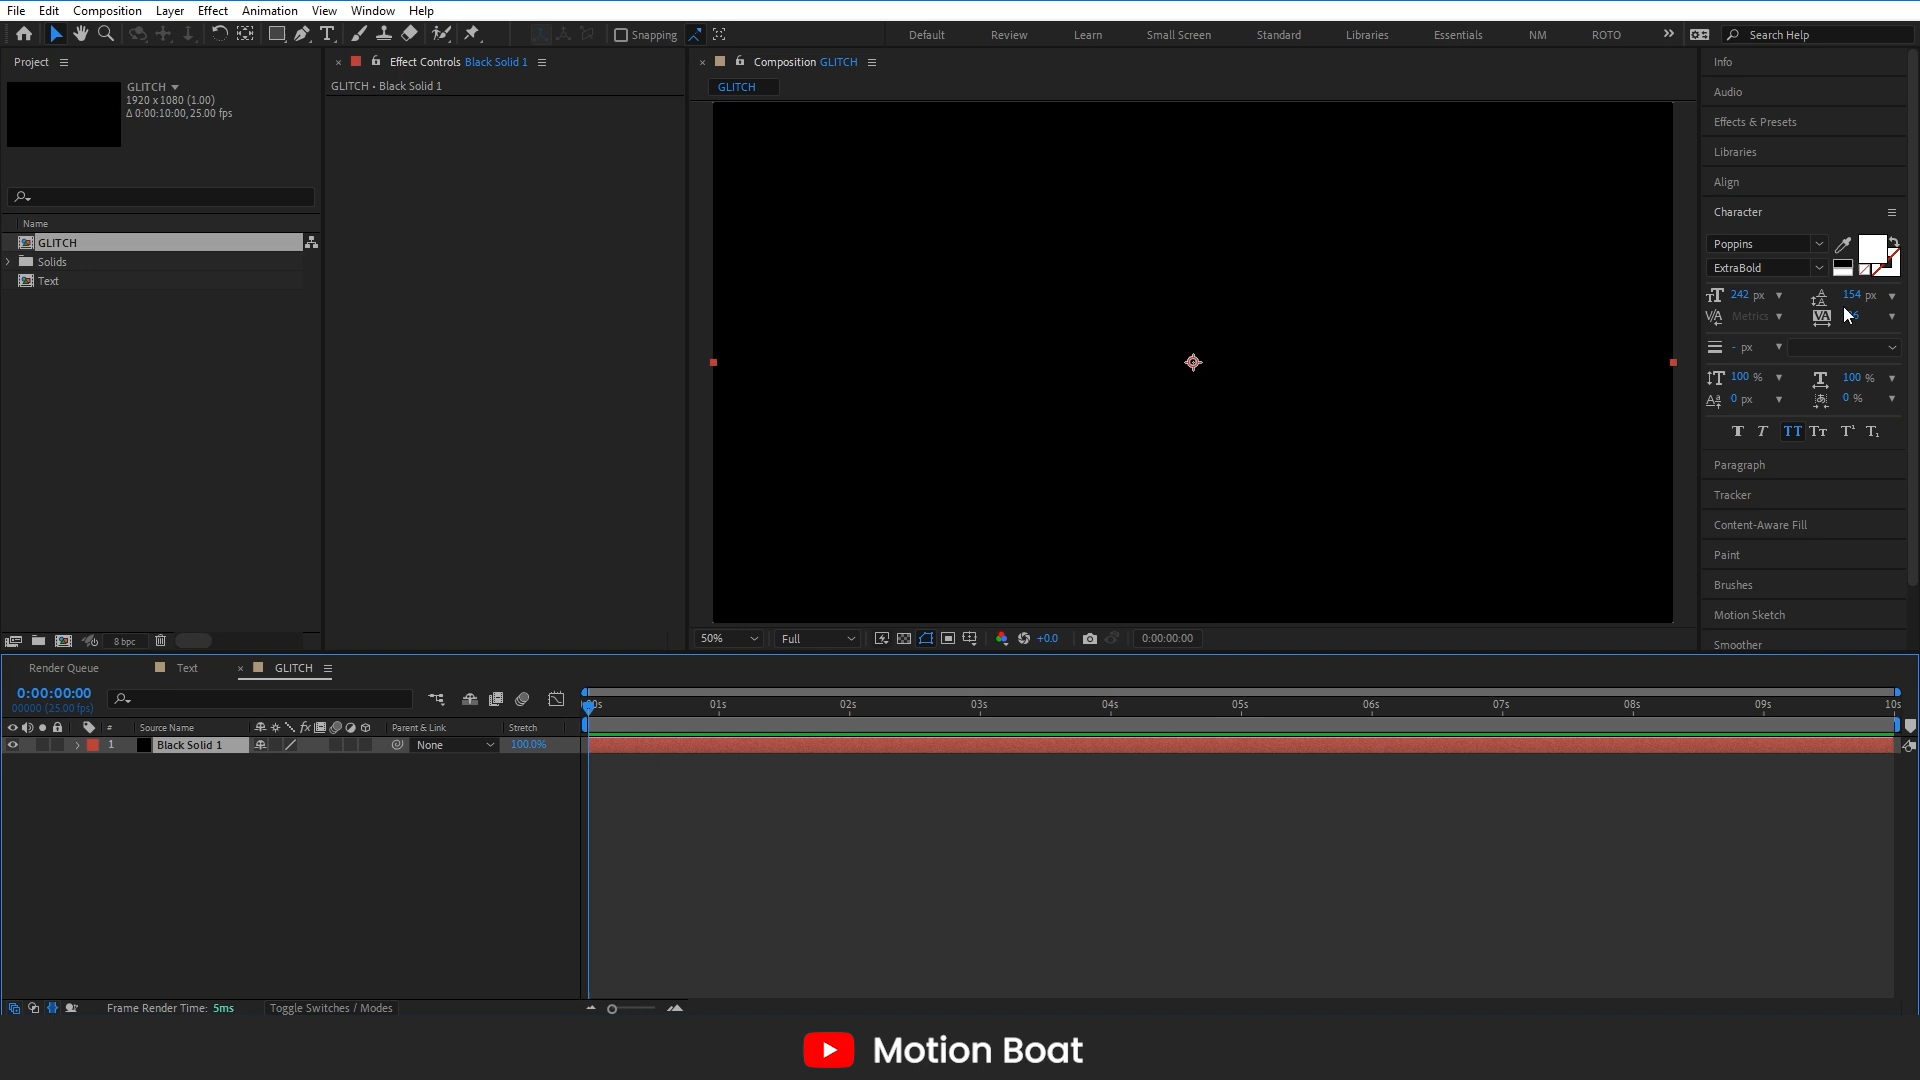 File Edit Composition Layer Effect Animation View Window Help
Snapping Default Review Learn Small Screen Standard Libraries Essentials NM ROTO Search Help
Project
GLITCH
1920 x 1080 (1.00)
Δ 0:00:10:00, 25.00 fps
Name
GLITCH
Solids
Text
8 bpc
Effect Controls Black Solid 1
GLITCH • Black Solid 1
Composition GLITCH
GLITCH
50% Full +0.0 0:00:00:00
Info
Audio
Effects & Presets
Libraries
Align
Character
Poppins
ExtraBold
242 px 154 px
Metrics
- px
100 % 100 %
0 px 0 %
Paragraph
Tracker
Content-Aware Fill
Paint
Brushes
Motion Sketch
Smoother
Render Queue Text GLITCH
0:00:00:00
00000 (25.00 fps)
01s 02s 03s 04s 05s 06s 07s 08s 09s 10s
# Source Name Parent & Link Stretch
1 Black Solid 1 None 100.0%
Frame Render Time: 5ms Toggle Switches / Modes
Motion Boat